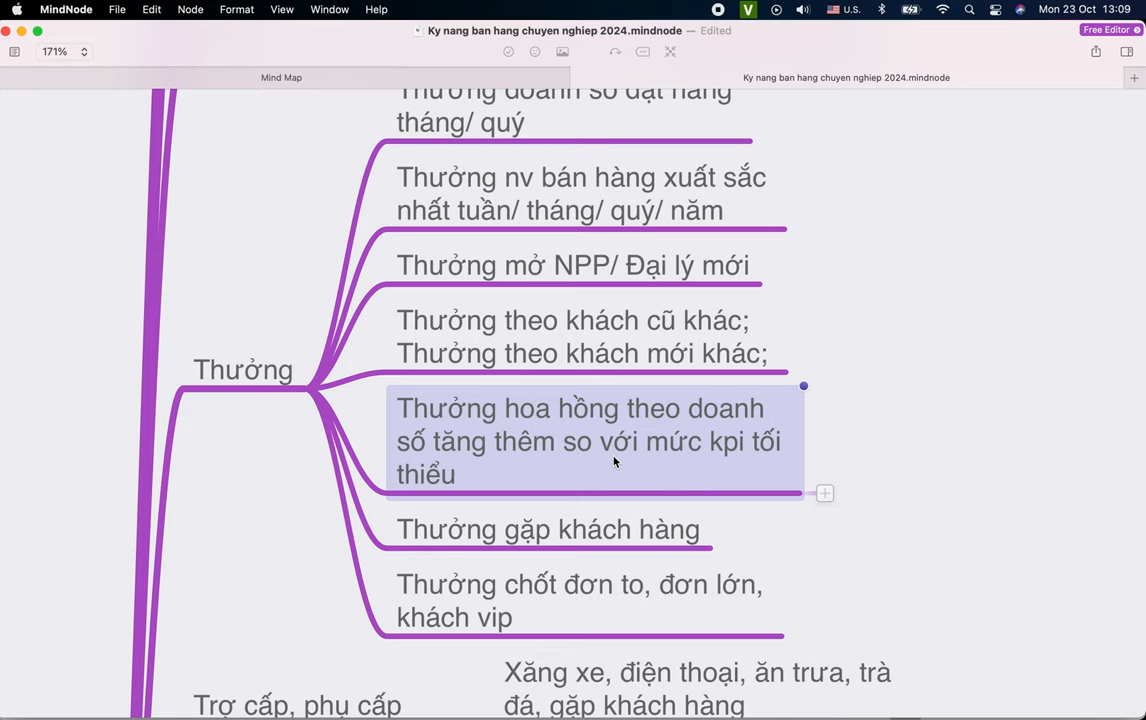 MindNode File Edit Node Format View Window Help V U.S. Mon 23 Oct 13:09
Ky nang ban hang chuyen nghiep 2024.mindnode — Edited
Free Editor
171%
Mind Map
Ky nang ban hang chuyen nghiep 2024.mindnode
Thưởng doanh số đạt hàng
tháng/ quý
Thưởng nv bán hàng xuất sắc
nhất tuần/ tháng/ quý/ năm
Thưởng mở NPP/ Đại lý mới
Thưởng theo khách cũ khác;
Thưởng theo khách mới khác;
Thưởng
Thưởng hoa hồng theo doanh
số tăng thêm so với mức kpi tối
thiểu
Thưởng gặp khách hàng
Thưởng chốt đơn to, đơn lớn,
khách vip
Xăng xe, điện thoại, ăn trưa, trà
đá, gặp khách hàng
Trợ cấp, phụ cấp